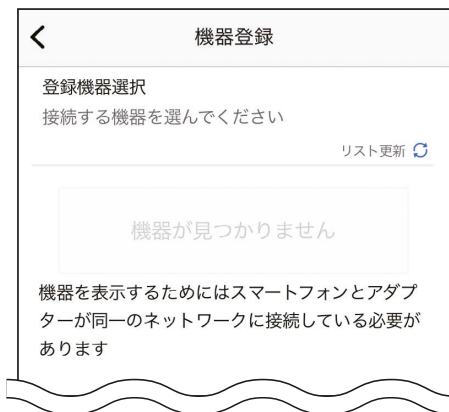 機器登録
登録機器選択
接続する機器を選んでください
リスト更新
機器が見つかりません
機器を表示するためにはスマートフォンとアダプ
ターが同一のネットワークに接続している必要が
あります